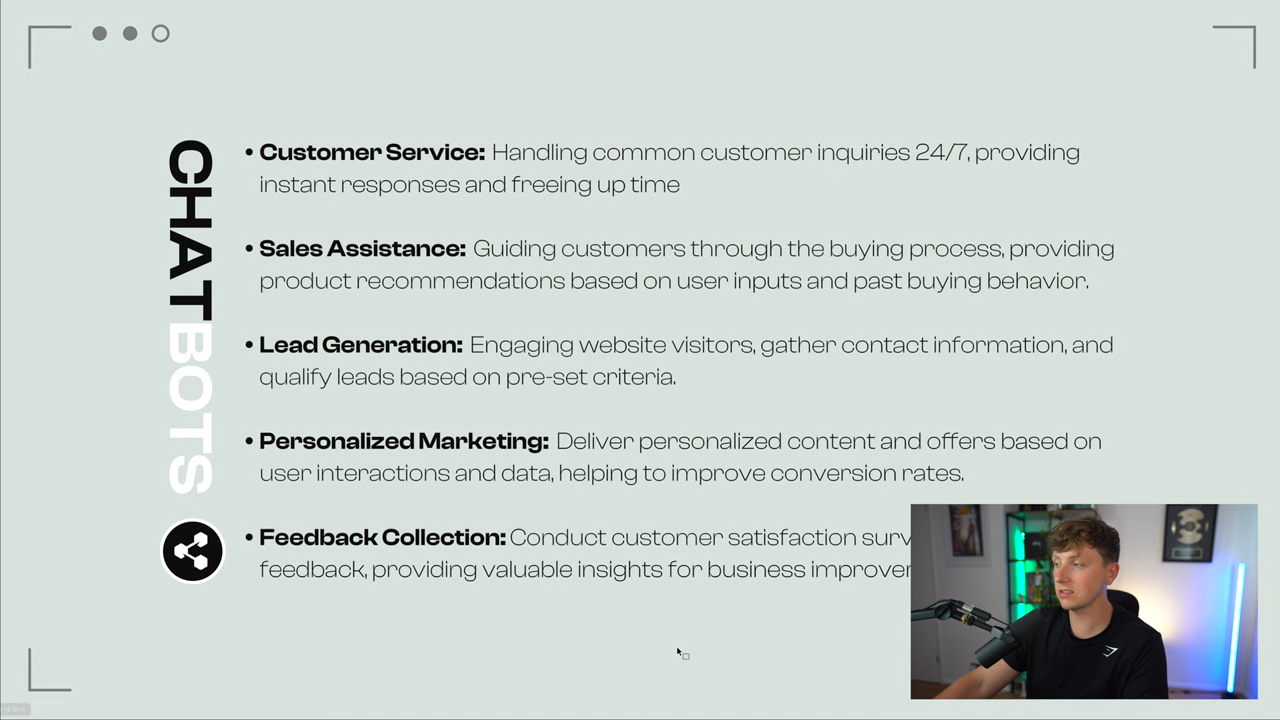 CHATBOTS
• Customer Service: Handling common customer inquiries 24/7, providing
instant responses and freeing up time
• Sales Assistance: Guiding customers through the buying process, providing
product recommendations based on user inputs and past buying behavior.
• Lead Generation: Engaging website visitors, gather contact information, and
qualify leads based on pre-set criteria.
• Personalized Marketing: Deliver personalized content and offers based on
user interactions and data, helping to improve conversion rates.
• Feedback Collection: Conduct customer satisfaction
feedback, providing valuable insights for business